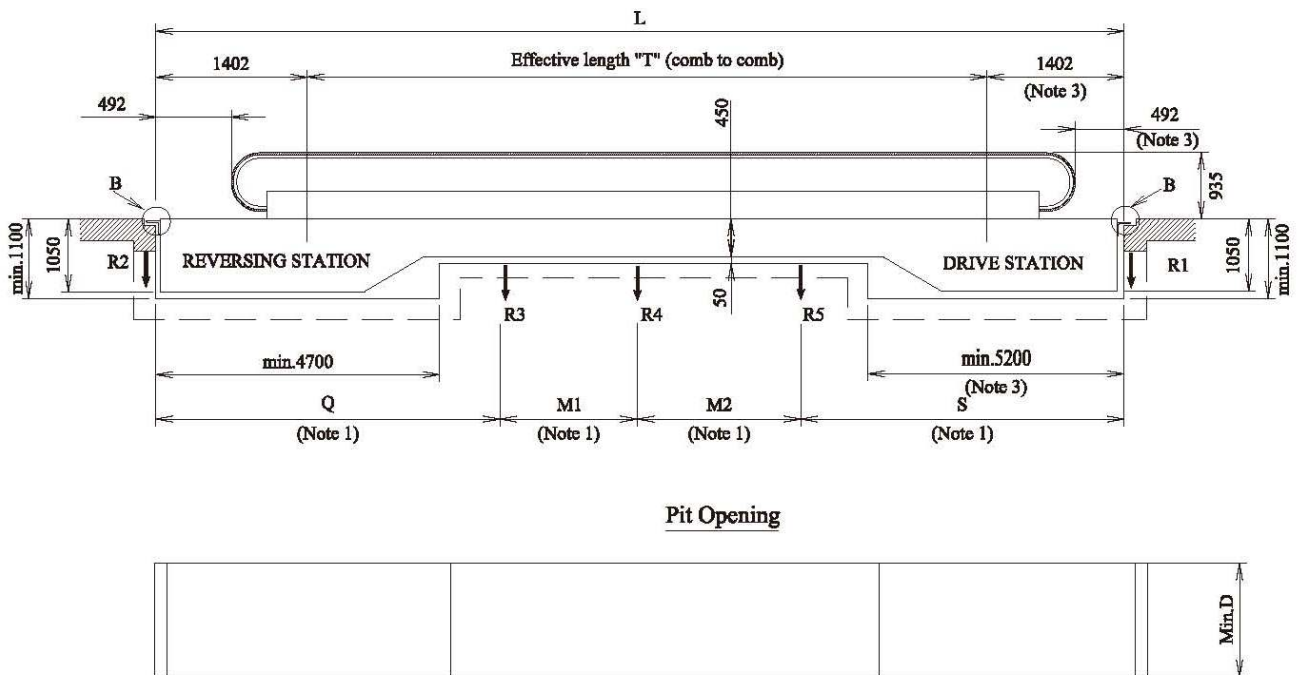 L
1402
Effective length "T" (comb to comb)
1402
(Note 3)
492
450
492
(Note 3)
935
B
B
min.1100
1050
R2
REVERSING STATION
DRIVE STATION
R1
1050
min.1100
50
R3
R4
R5
min.4700
min.5200
(Note 3)
Q
(Note 1)
M1
(Note 1)
M2
(Note 1)
S
(Note 1)
Pit Opening
Min.D